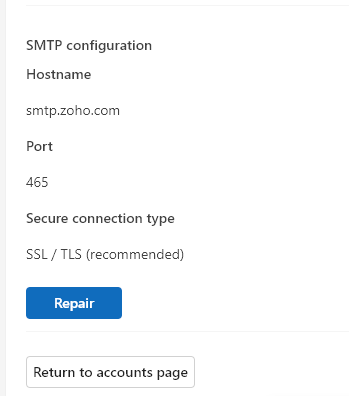 SMTP configuration
Hostname
smtp.zoho.com
Port
465
Secure connection type
SSL / TLS (recommended)
Repair
Return to accounts page